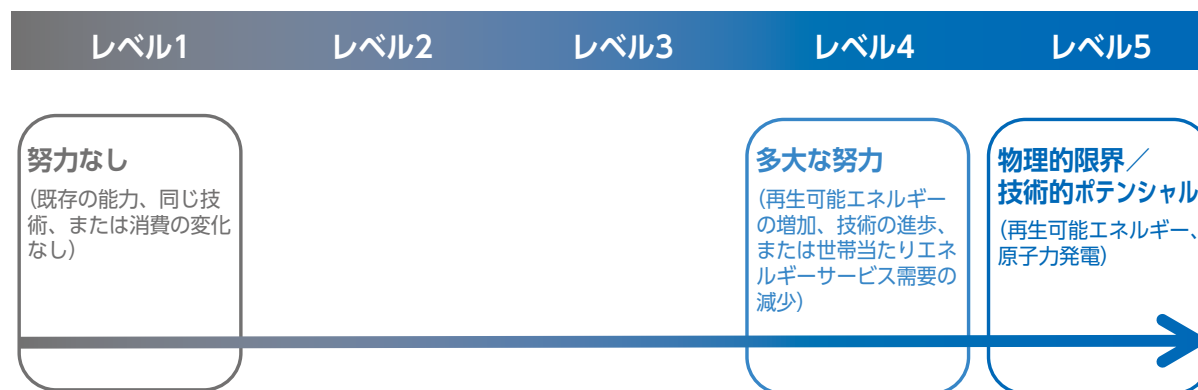 レベル1 レベル2 レベル3 レベル4 レベル5
努力なし
（既存の能力、同じ技
術、または消費の変化
なし）
多大な努力
（再生可能エネルギー
の増加、技術の進歩、
または世帯当たりエネ
ルギーサービス需要の
減少）
物理的限界／
技術的ポテンシャル
（再生可能エネルギー、
原子力発電）